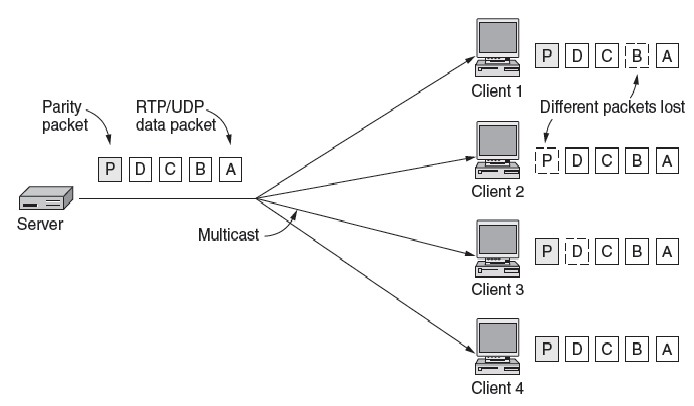 P D C B A
Client 1
Parity
packet
RTP/UDP
data packet
Different packets lost
P D C B A
Server
P D C B A
Client 2
Multicast
P D C B A
Client 3
P D C B A
Client 4